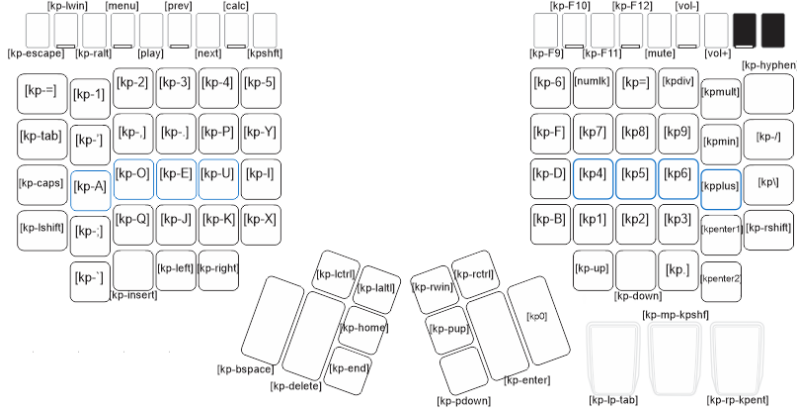 [kp-lwin] [menu] [prev] [calc] [kp-F10] [kp-F12] [vol-]
[kp-escape] [kp-ralt] [play] [next] [kpshft] [kp-F9] [kp-F11] [mute] [vol+]
[kp-hyphen]
[kp-=] [kp-1] [kp-2] [kp-3] [kp-4] [kp-5] [kp-6] [numlk] [kp=] [kpdiv] [kpmult]
[kp-tab] [kp-'] [kp-,] [kp-.] [kp-P] [kp-Y] [kp-F] [kp7] [kp8] [kp9] [kpmin] [kp-/]
[kp-caps] [kp-A] [kp-O] [kp-E] [kp-U] [kp-I] [kp-D] [kp4] [kp5] [kp6] [kpplus] [kp\]
[kp-lshift] [kp-;] [kp-Q] [kp-J] [kp-K] [kp-X] [kp-B] [kp1] [kp2] [kp3] [kpenter1] [kp-rshift]
[kp-`] [kp-insert] [kp-left] [kp-right] [kp-up] [kp-down] [kp.] [kpenter2]
[kp-lctrl] [kp-laltl] [kp-rwin] [kp-rctrl]
[kp-home] [kp-pup] [kp0] [kp-mp-kpshf]
[kp-bspace] [kp-delete] [kp-end] [kp-pdown] [kp-enter] [kp-lp-tab] [kp-rp-kpent]